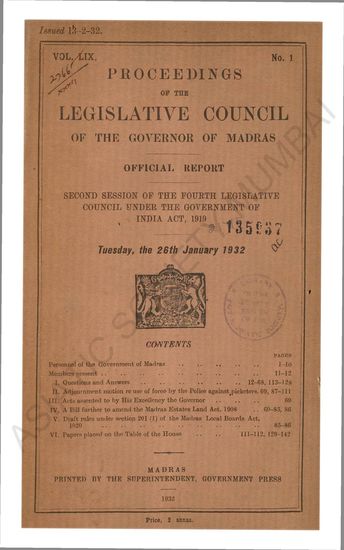 Issued 13-2-32.
VOL. LIX.
No. 1
PROCEEDINGS
OF THE
LEGISLATIVE COUNCIL
OF THE GOVERNOR OF MADRAS
OFFICIAL REPORT
SECOND SESSION OF THE FOURTH LEGISLATIVE
COUNCIL UNDER THE GOVERNMENT OF
INDIA ACT, 1919
135937
Tuesday, the 26th January 1932
CONTENTS
PAGES
Personnel of the Government of Madras .. .. .. .. .. 1-10
Members present .. .. .. .. .. .. 11-12
I. Questions and Answers .. .. .. .. 12-68, 113-128
II. Adjournment motion re use of force by the Police against picketers. 69, 87-111
III. Acts assented to by His Excellency the Governor .. .. .. 69
IV. A Bill further to amend the Madras Estates Land Act, 1908 .. 69-85, 86
V. Draft rules under section 201 (1) of the Madras Local Boards Act,
1920 .. .. .. .. .. .. 85-86
VI. Papers placed on the Table of the House .. .. 111-112, 129-142
MADRAS
PRINTED BY THE SUPERINTENDENT, GOVERNMENT PRESS
1932
Price, 2 annas.
ASIATIC SOCIETY MUMBAI